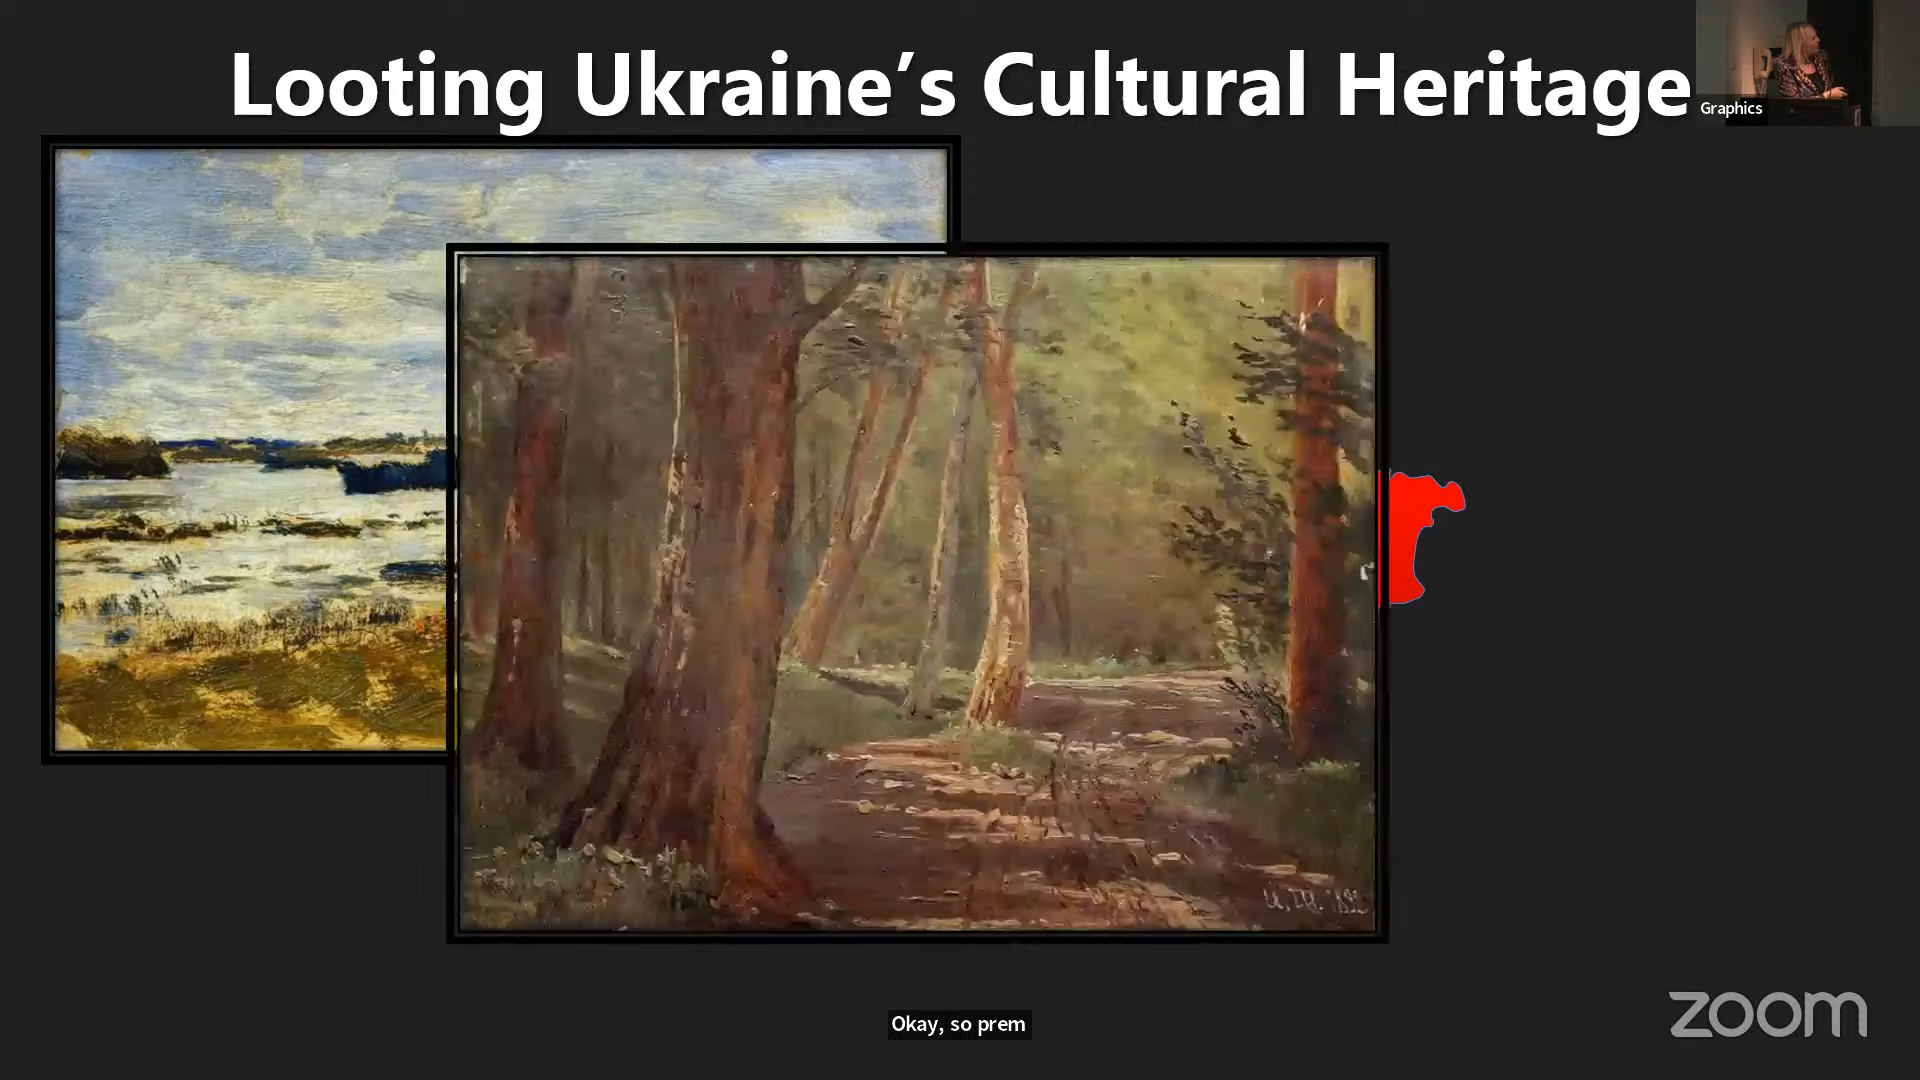 Looting Ukraine’s Cultural Heritage
Graphics
Okay, so prem
zoom